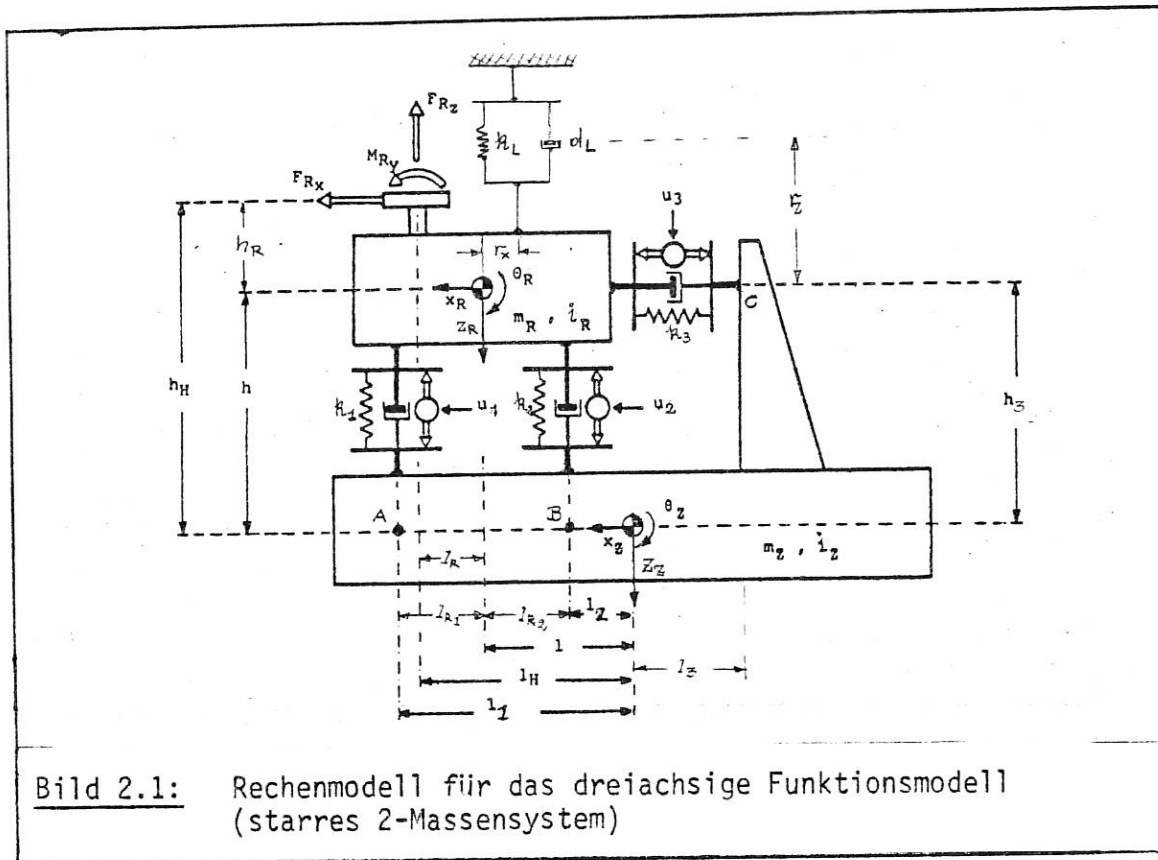 F_Rz
k_L
d_L
M_Ry
F_Rx
u_3
r_z
h_R
r_x
θ_R
x_R
z_R
m_R , i_R
k_3
C
h_H
h
h_3
k_1
u_1
k_2
u_2
A
B
θ_z
x_z
z_z
m_z , i_z
l_R
l_R1
l_R2
l_2
l
l_3
l_H
l_1
Bild 2.1: Rechenmodell für das dreiachsige Funktionsmodell
(starres 2-Massensystem)